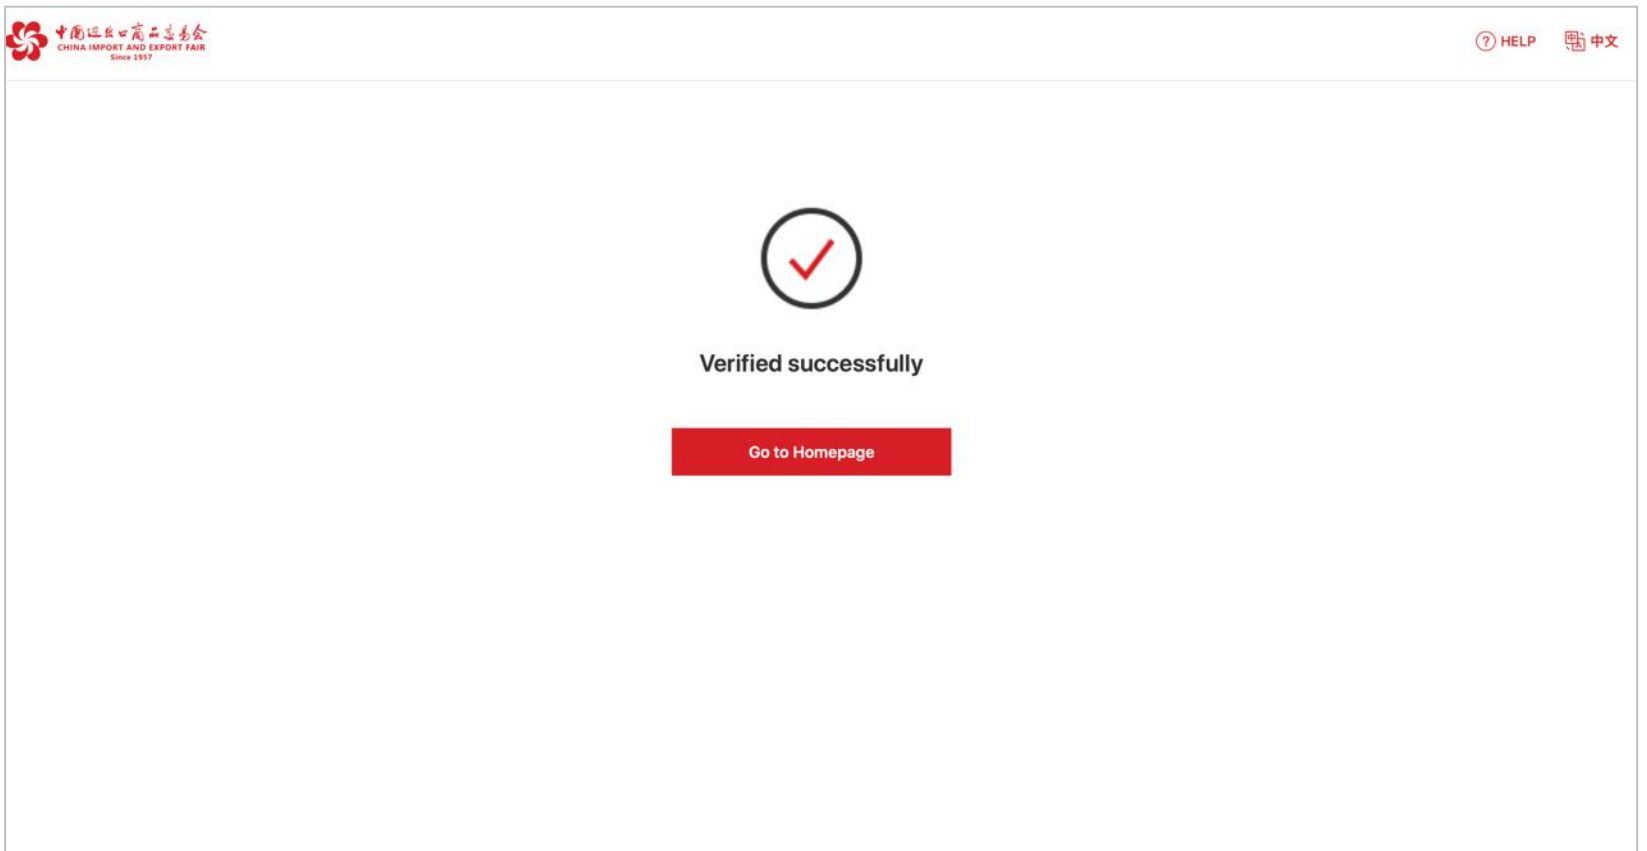 中国进出口商品交易会
CHINA IMPORT AND EXPORT FAIR
Since 1957
? HELP
中文
Verified successfully
Go to Homepage